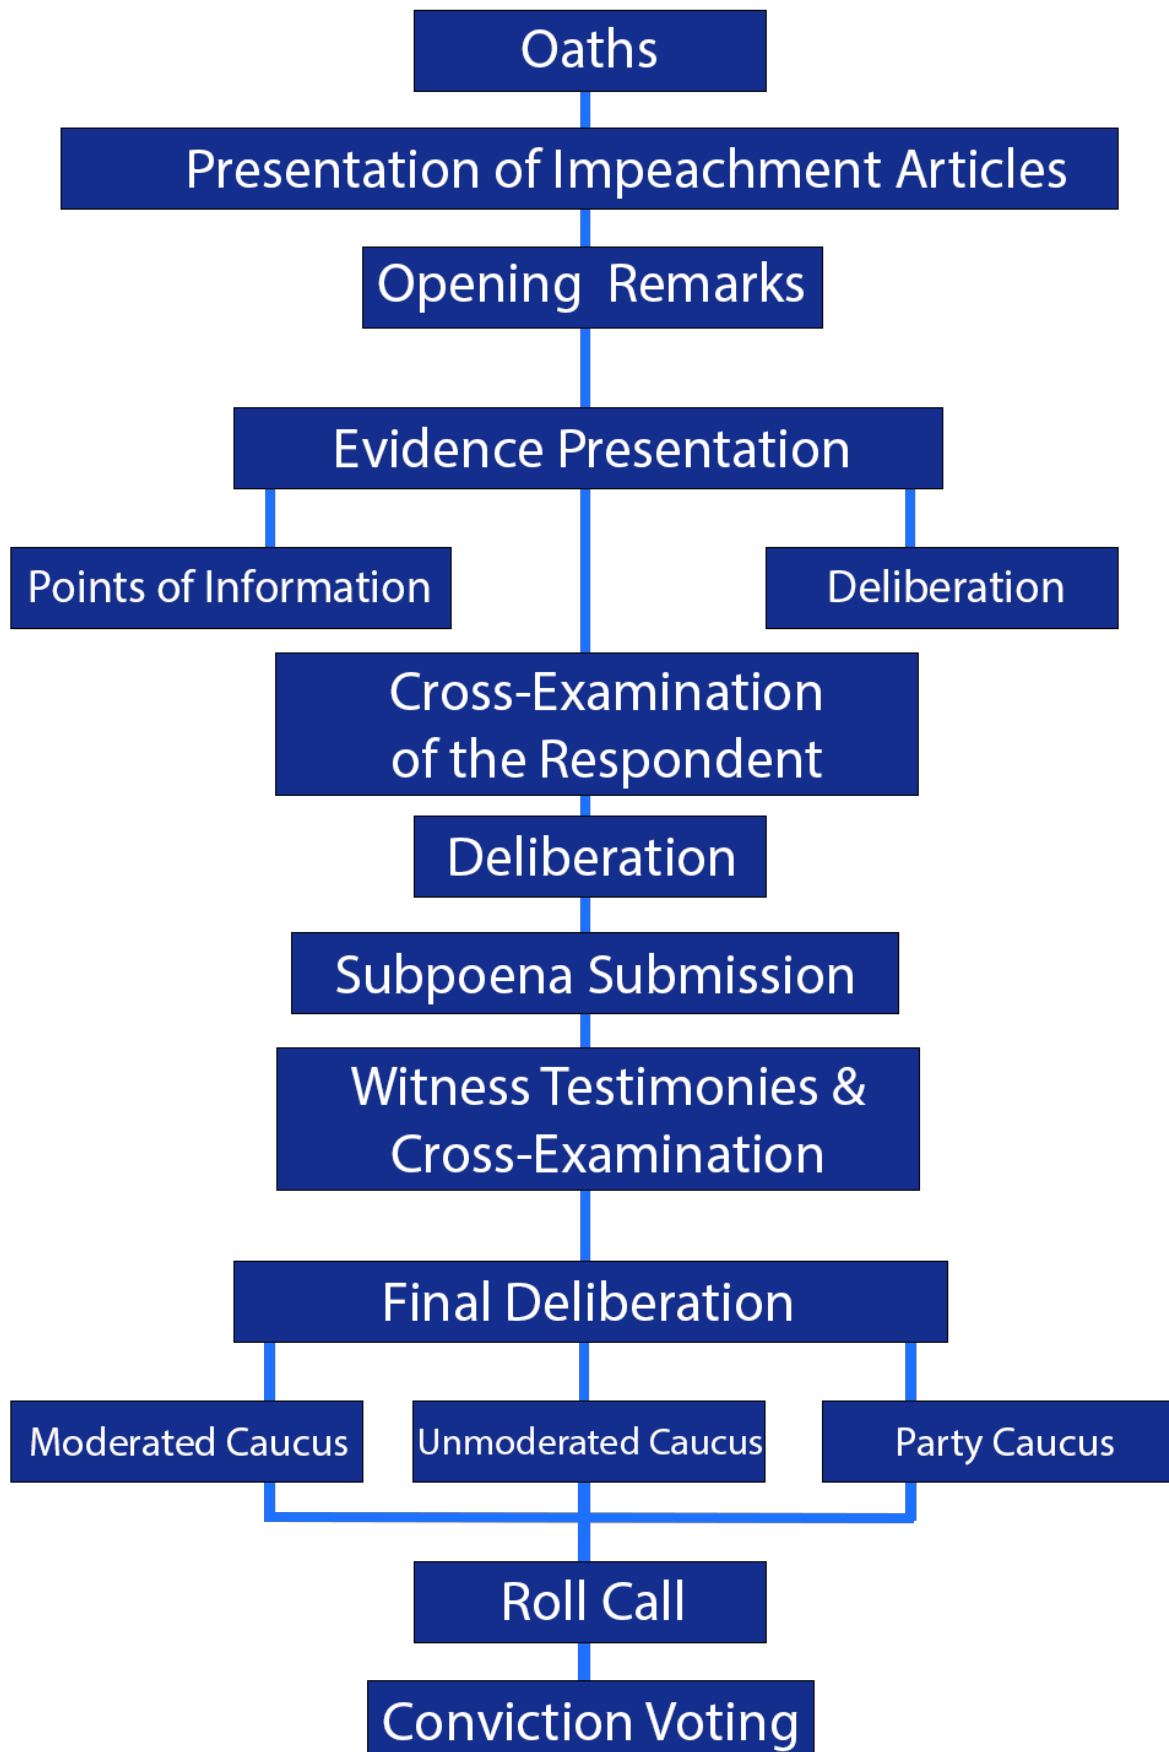 Oaths
Presentation of Impeachment Articles
Opening Remarks
Evidence Presentation
Points of Information
Deliberation
Cross-Examination
of the Respondent
Deliberation
Subpoena Submission
Witness Testimonies &
Cross-Examination
Final Deliberation
Moderated Caucus
Unmoderated Caucus
Party Caucus
Roll Call
Conviction Voting